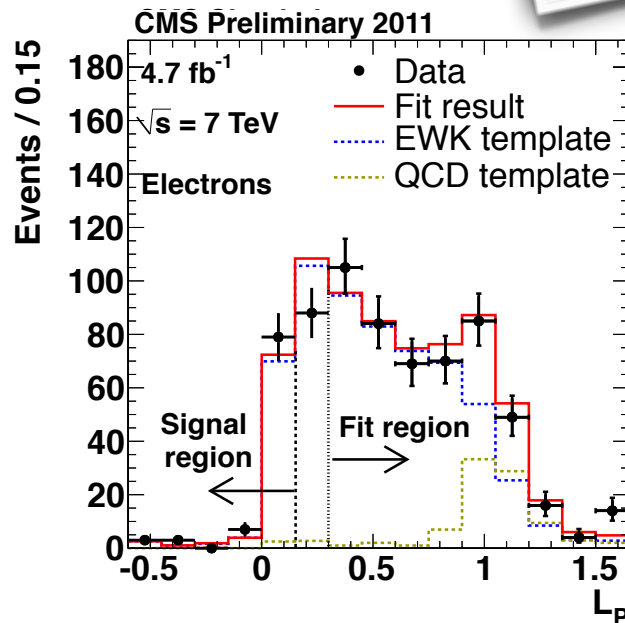 CMS Preliminary 2011
4.7 fb⁻¹
√s = 7 TeV
Electrons
Data
Fit result
EWK template
QCD template
Events / 0.15
180
160
140
120
100
80
60
40
20
0
Signal
region
Fit region
-0.5 0 0.5 1 1.5
L_P